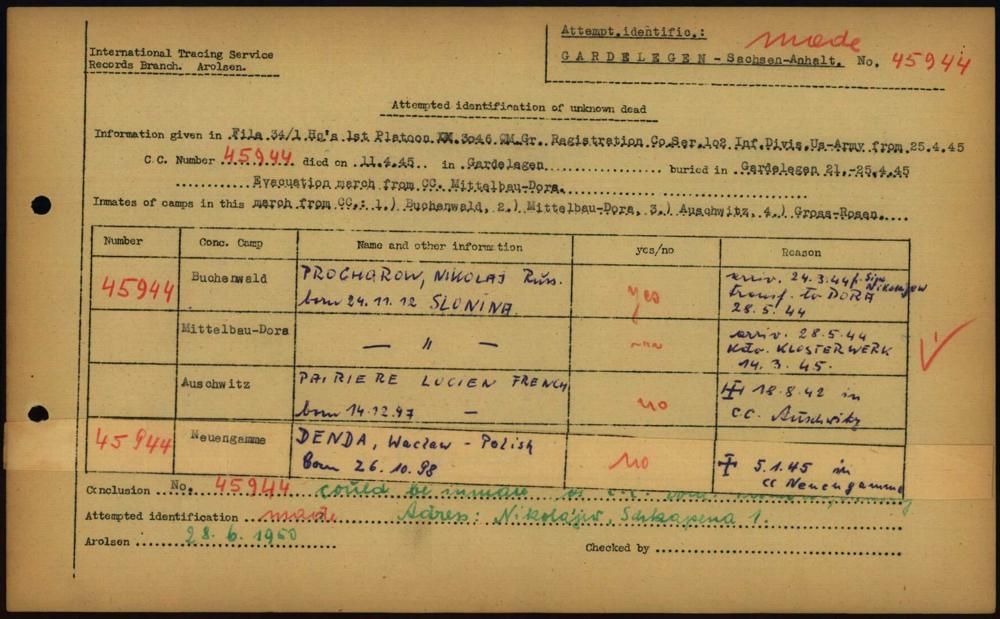 Attempt.identific.: made
International Tracing Service
Records Branch. Arolsen.
GARDELEGEN - Sachsen-Anhalt. No. 45944
Attempted identification of unknown dead
Information given in File 34/1 Hq's 1st Platoon XX.3046 QM.Gr. Registration Co.Ser.102 Inf.Divis.Us-Army from 25.4.45
C.C. Number 45944 died on 11.4.45 in Gardelegen buried in Gardelegen 21.-25.4.45
Evacuation march from CC. Mittelbau-Dora.
Inmates of camps in this march from CC.: 1.) Buchenwald, 2.) Mittelbau-Dora, 3.) Auschwitz, 4.) Gross-Rosen.
Number Conc. Camp Name and other information yes/no Reason
45944 Buchenwald PROCHOROW, NIKOLAJ Russ. born 24.11.12 SLONINA. yes arriv. 24.3.44 f. Sipo Nikolajew transf. to DORA 28.5.44
Mittelbau-Dora — " — -"- arriv. 28.5.44 Kdo. KLOSTERWERK 14.3.45.
Auschwitz PAIRIERE LUCIEN FRENCH born 14.12.97 — no 18.8.42 in CC. Auschwitz
45944 Neuengamme DENDA, Wacław - Polish born 26.10.98 no 5.1.45 in CC Neuengamme
Conclusion No. 45944 could be inmate
Attempted identification made. Adress: Nikolajew, 1.
Arolsen 28.6.1950
Checked by